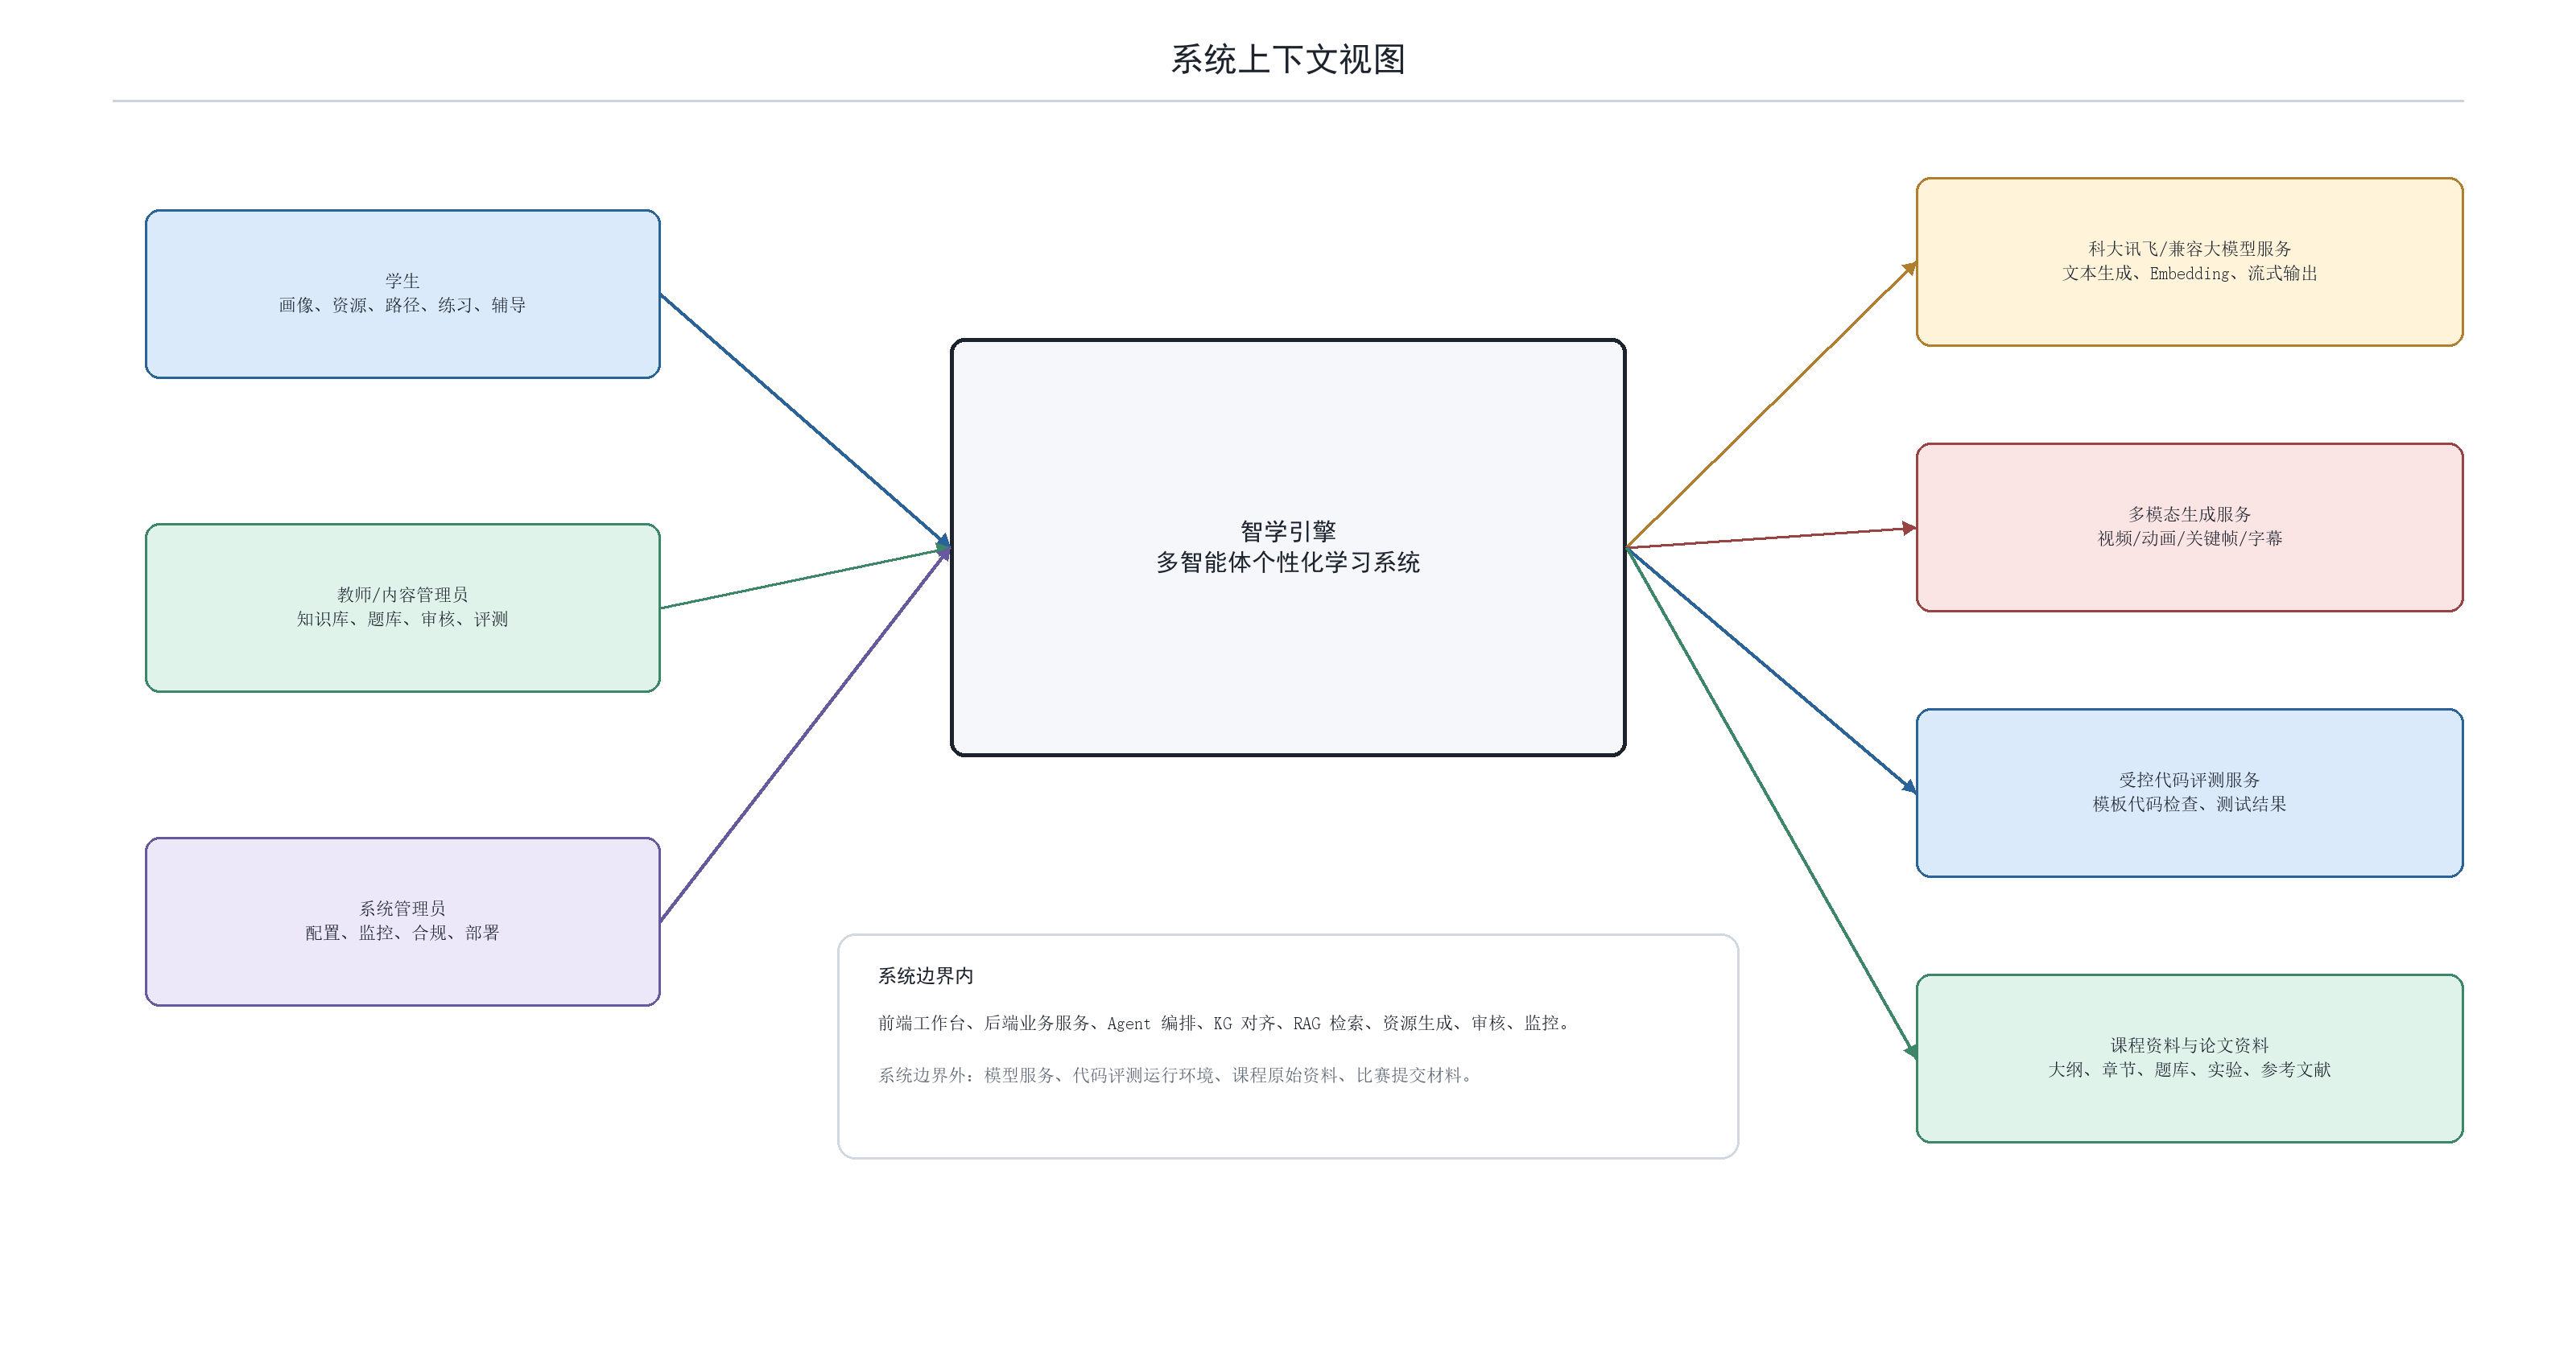 系统上下文视图
学生
画像、资源、路径、练习、辅导
教师/内容管理员
知识库、题库、审核、评测
系统管理员
配置、监控、合规、部署
智学引擎
多智能体个性化学习系统
科大讯飞/兼容大模型服务
文本生成、Embedding、流式输出
多模态生成服务
视频/动画/关键帧/字幕
受控代码评测服务
模板代码检查、测试结果
课程资料与论文资料
大纲、章节、题库、实验、参考文献
系统边界内
前端工作台、后端业务服务、Agent 编排、KG 对齐、RAG 检索、资源生成、审核、监控。
系统边界外：模型服务、代码评测运行环境、课程原始资料、比赛提交材料。